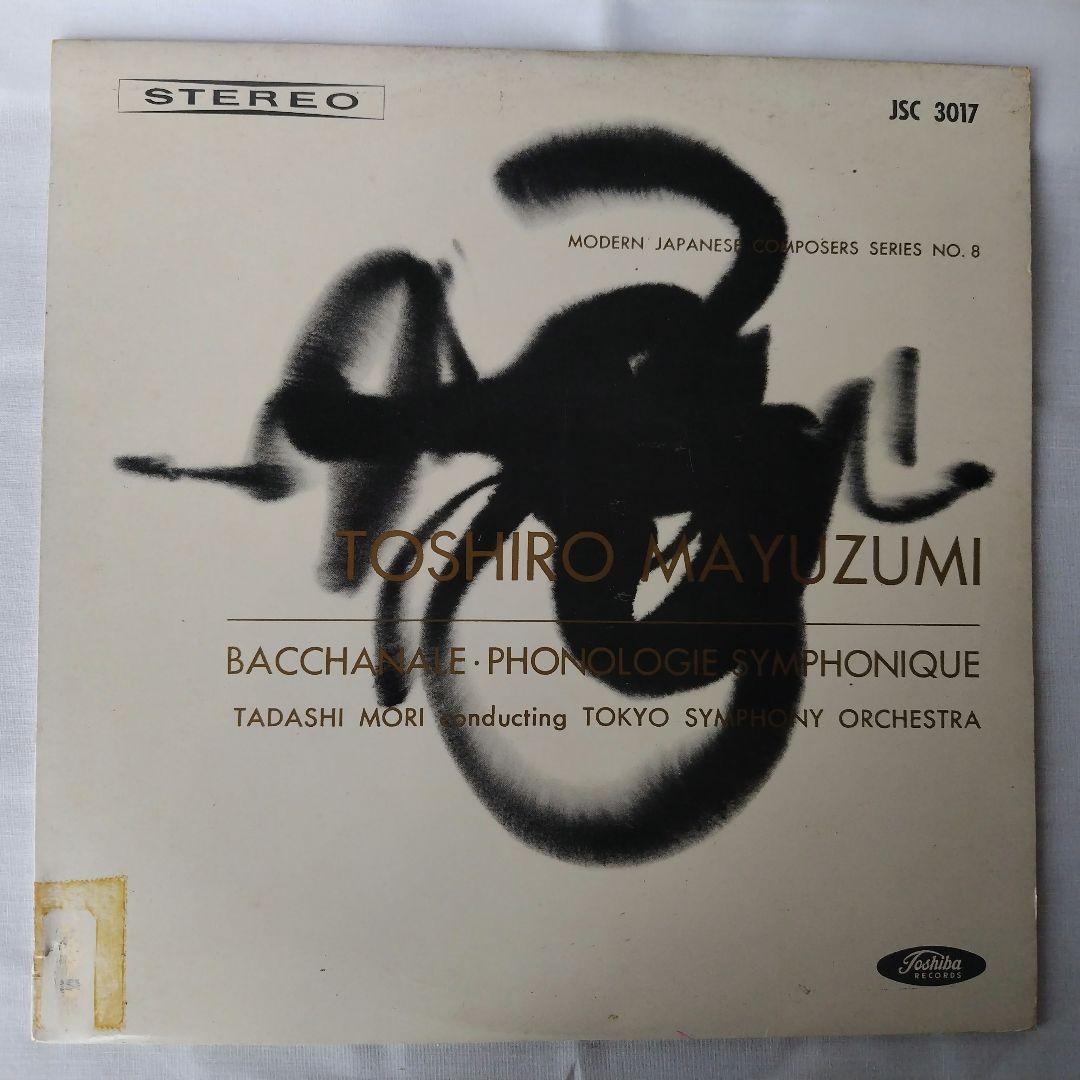 STEREO
JSC 3017
MODERN JAPANESE COMPOSERS SERIES NO. 8
TOSHIRO MAYUZUMI
BACCHANALE · PHONOLOGIE SYMPHONIQUE
TADASHI MORI conducting TOKYO SYMPHONY ORCHESTRA
Toshiba
RECORDS